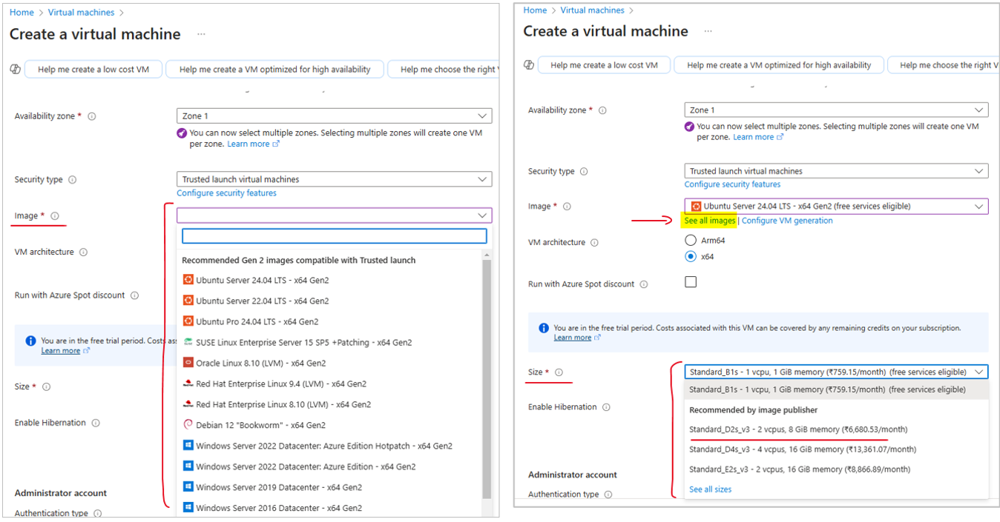 Home > Virtual machines >
Create a virtual machine ...
Help me create a low cost VM
Help me create a VM optimized for high availability
Help me choose the right
Availability zone *
Zone 1
You can now select multiple zones. Selecting multiple zones will create one VM
per zone. Learn more
Security type
Trusted launch virtual machines
Configure security features
Image *
VM architecture
Recommended Gen 2 images compatible with Trusted launch
Ubuntu Server 24.04 LTS - x64 Gen2
Run with Azure Spot discount
Ubuntu Server 22.04 LTS - x64 Gen2
Ubuntu Pro 24.04 LTS - x64 Gen2
You are in the free trial period. Costs as
Learn more
SUSE Linux Enterprise Server 15 SP5 +Patching - x64 Gen2
Oracle Linux 8.10 (LVM) - x64 Gen2
Size *
Red Hat Enterprise Linux 9.4 (LVM) - x64 Gen2
Red Hat Enterprise Linux 8.10 (LVM) - x64 Gen2
Enable Hibernation
Debian 12 "Bookworm" - x64 Gen2
Windows Server 2022 Datacenter: Azure Edition Hotpatch - x64 Gen2
Windows Server 2022 Datacenter: Azure Edition - x64 Gen2
Windows Server 2019 Datacenter - x64 Gen2
Administrator account
Windows Server 2016 Datacenter - x64 Gen2
Authentication type
Home > Virtual machines >
Create a virtual machine ...
Help me create a low cost VM
Help me create a VM optimized for high availability
Help me choose the right V
Availability zone *
Zone 1
You can now select multiple zones. Selecting multiple zones will create one VM
per zone. Learn more
Security type
Trusted launch virtual machines
Configure security features
Image *
Ubuntu Server 24.04 LTS - x64 Gen2 (free services eligible)
See all images | Configure VM generation
VM architecture
Arm64
x64
Run with Azure Spot discount
You are in the free trial period. Costs associated with this VM can be covered by any remaining credits on your subscription.
Learn more
Size *
Standard_B1s - 1 vcpu, 1 GiB memory (₹759.15/month) (free services eligible)
Standard_B1s - 1 vcpu, 1 GiB memory (₹759.15/month) (free services eligible)
Enable Hibernation
Recommended by image publisher
Standard_D2s_v3 - 2 vcpus, 8 GiB memory (₹6,680.53/month)
Standard_D4s_v3 - 4 vcpus, 16 GiB memory (₹13,361.07/month)
Standard_E2s_v3 - 2 vcpus, 16 GiB memory (₹8,866.89/month)
Administrator account
See all sizes
Authentication type